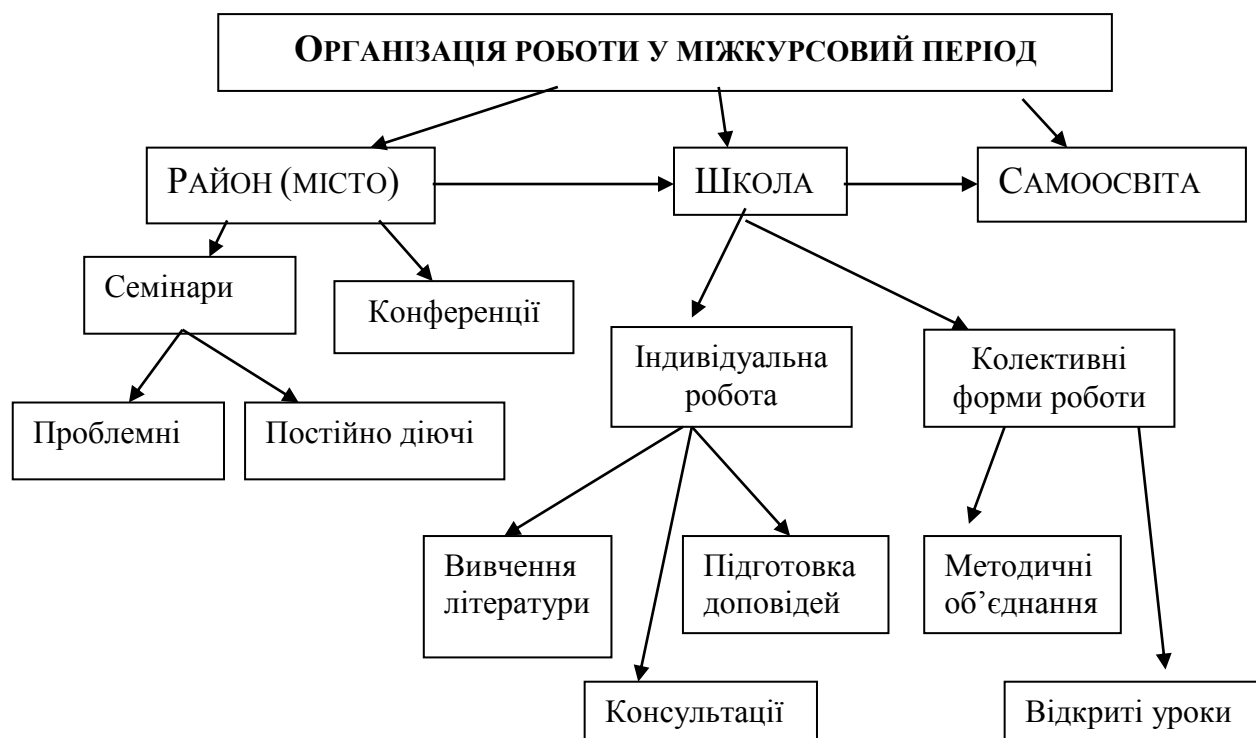 ОРГАНІЗАЦІЯ РОБОТИ У МІЖКУРСОВИЙ ПЕРІОД
РАЙОН (МІСТО)
ШКОЛА
САМООСВІТА
Семінари
Конференції
Індивідуальна
робота
Колективні
форми роботи
Проблемні
Постійно діючі
Вивчення
літератури
Підготовка
доповідей
Методичні
об’єднання
Консультації
Відкриті уроки